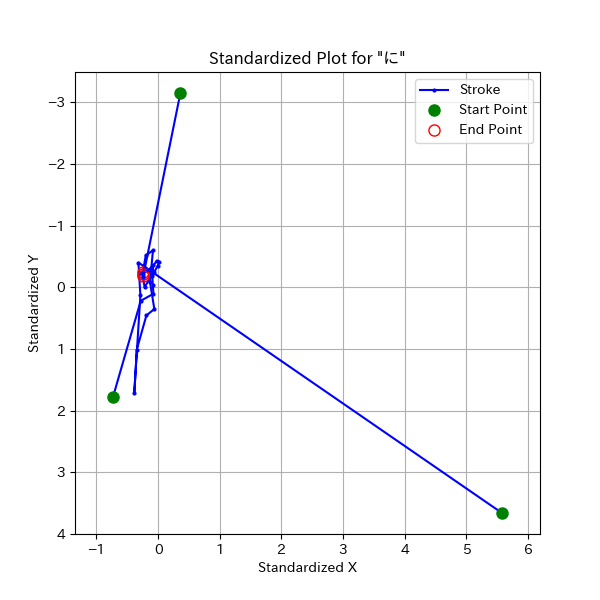 Standardized Plot for "に"
Stroke
Start Point
End Point
Standardized Y
−3
−2
−1
0
1
2
3
4
−1 0 1 2 3 4 5 6
Standardized X